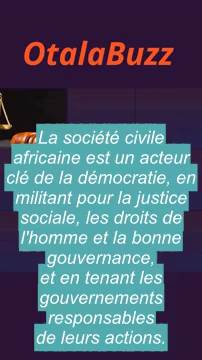 OtalaBuzz
La société civile
africaine est un acteur
clé de la démocratie, en
militant pour la justice
sociale, les droits de
l'homme et la bonne
gouvernance,
et en tenant les
gouvernements
responsables
de leurs actions.